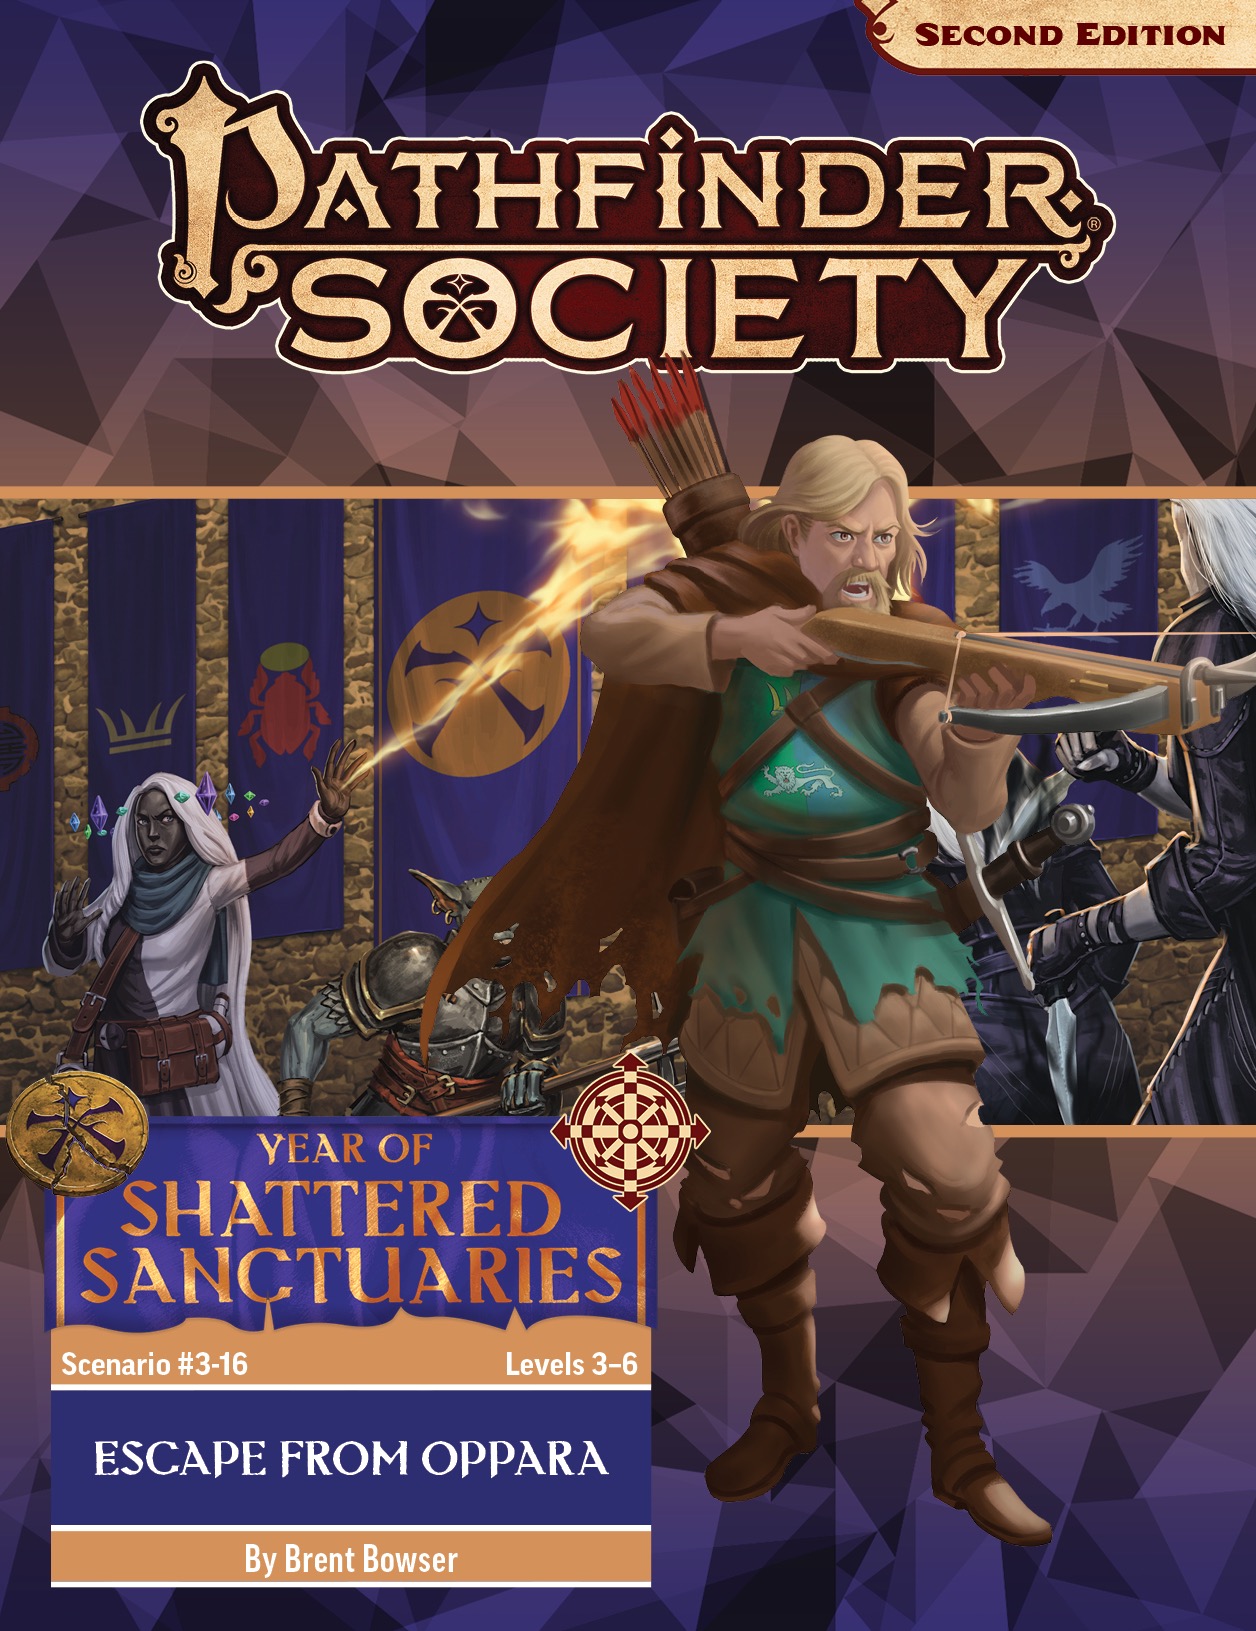 SECOND EDITION
PATHFINDER®
SOCIETY
YEAR OF
SHATTERED
SANCTUARIES
Scenario #3-16
Levels 3–6
ESCAPE FROM OPPARA
By Brent Bowser